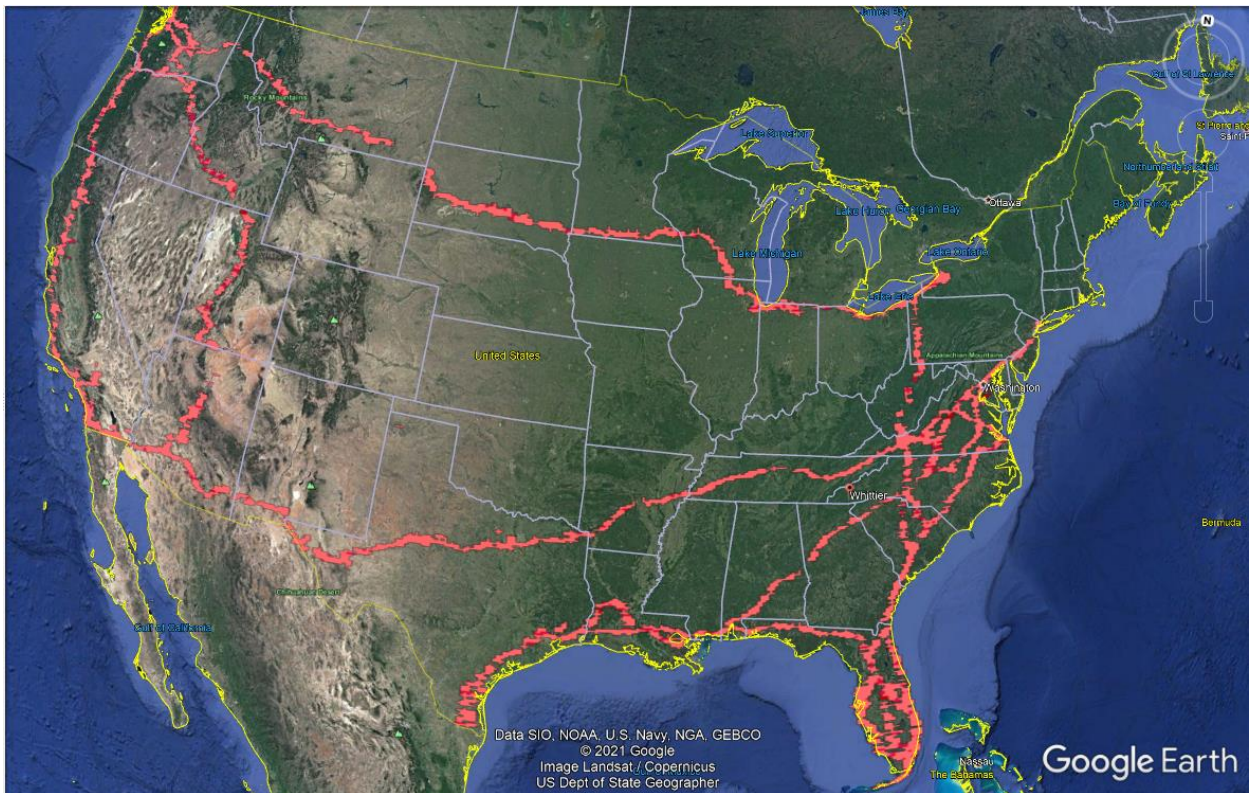 James Bay
N
Gulf of St Lawrence
Rocky Mountains
Lake Superior
Northumberland Strait
Ottawa
Bay of Fundy
Lake Huron
Georgian Bay
Lake Michigan
Lake Ontario
Lake Erie
United States
Appalachian Mountains
Washington
Whittier
Bermuda
Chihuahuan Desert
Gulf of California
Data SIO, NOAA, U.S. Navy, NGA, GEBCO
© 2021 Google
Image Landsat / Copernicus
US Dept of State Geographer
Nassau
The Bahamas
Google Earth